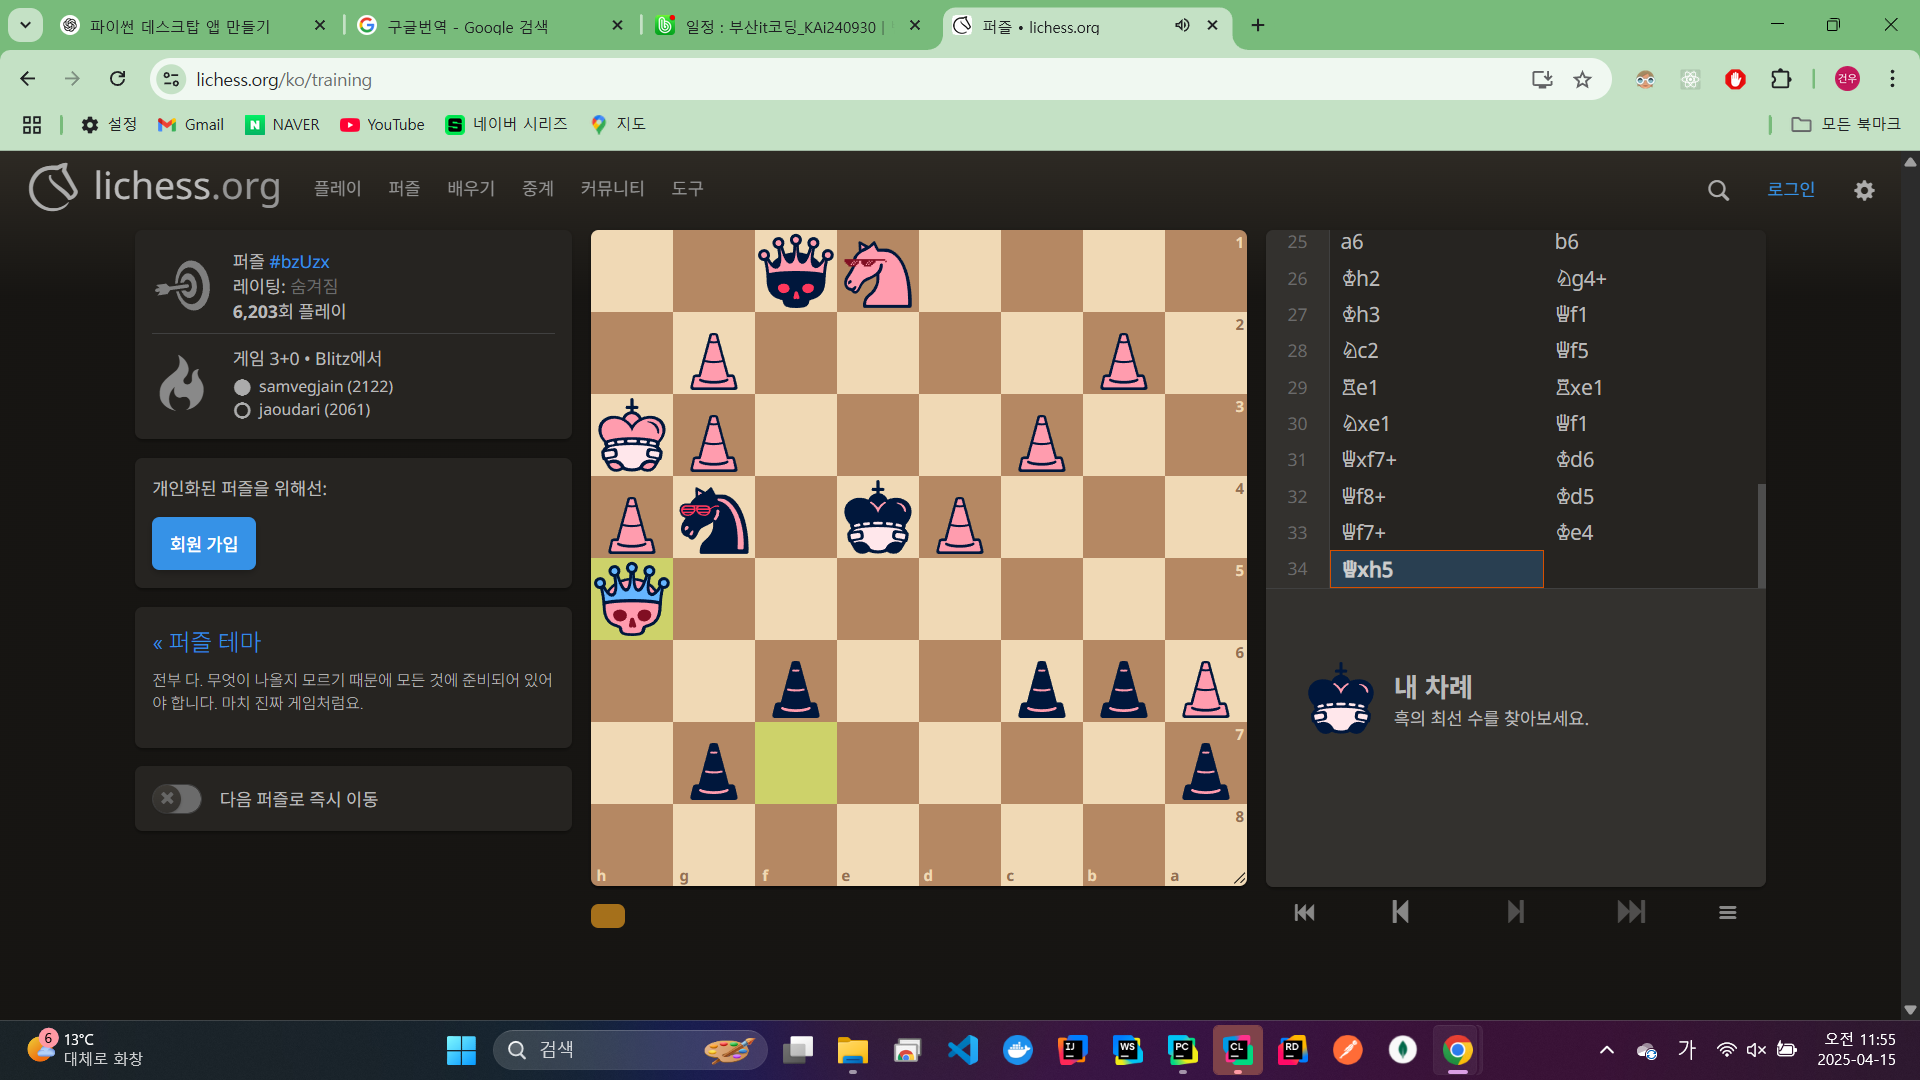 파이썬 데스크탑 앱 만들기
구글번역 - Google 검색
일정 : 부산it코딩_KAi240930 |
퍼즐 • lichess.org
lichess.org/ko/training
건우
설정
Gmail
NAVER
YouTube
네이버 시리즈
지도
모든 북마크
lichess.org
플레이
퍼즐
배우기
중계
커뮤니티
도구
로그인
퍼즐 #bzUzx
레이팅: 숨겨짐
6,203회 플레이
게임 3+0 • Blitz에서
samvegjain (2122)
jaoudari (2061)
개인화된 퍼즐을 위해선:
회원 가입
« 퍼즐 테마
전부 다. 무엇이 나올지 모르기 때문에 모든 것에 준비되어 있어
야 합니다. 마치 진짜 게임처럼요.
다음 퍼즐로 즉시 이동
1
2
3
4
5
6
7
8
h g f e d c b a
25 a6 b6
26 ♔h2 ♘g4+
27 ♔h3 ♕f1
28 ♘c2 ♕f5
29 ♖e1 ♖xe1
30 ♘xe1 ♕f1
31 ♕xf7+ ♔d6
32 ♕f8+ ♔d5
33 ♕f7+ ♔e4
34 ♕xh5
내 차례
흑의 최선 수를 찾아보세요.
6
13°C
대체로 화창
검색
IJ
WS
PC
CL
RD
가
오전 11:55
2025-04-15